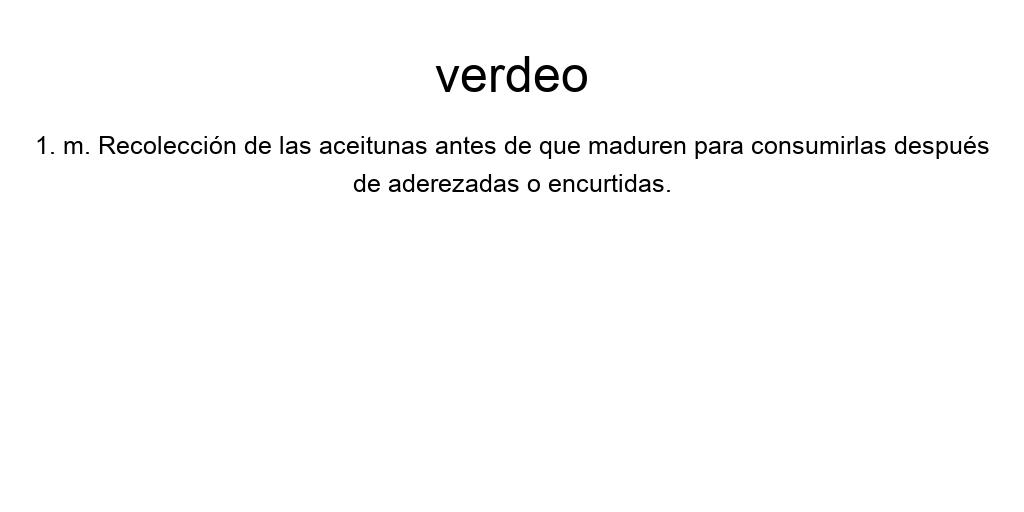 verdeo
1. m. Recolección de las aceitunas antes de que maduren para consumirlas después
de aderezadas o encurtidas.